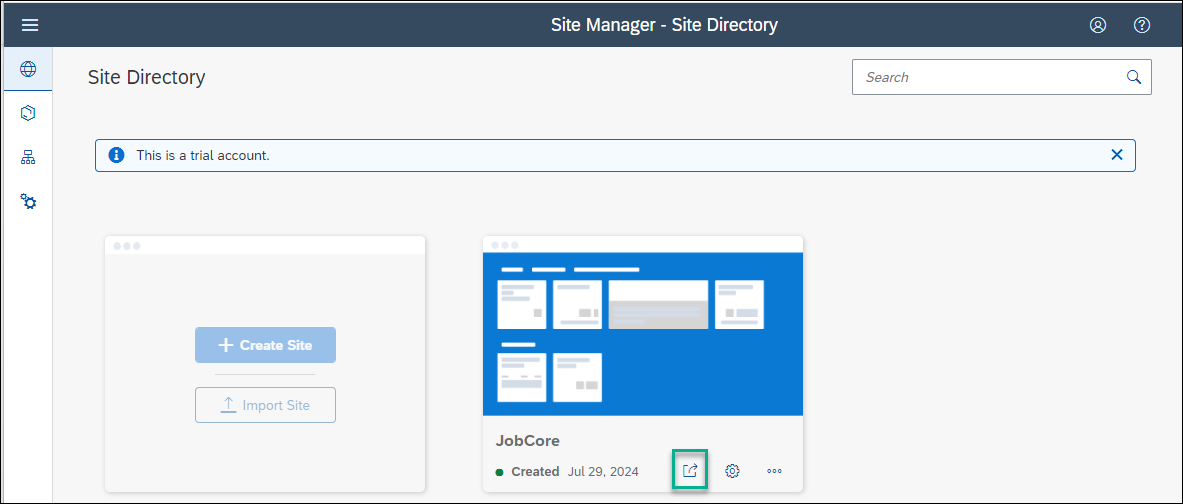 Site Manager - Site Directory
Site Directory
Search
This is a trial account.
Create Site
Import Site
JobCore
Created Jul 29, 2024